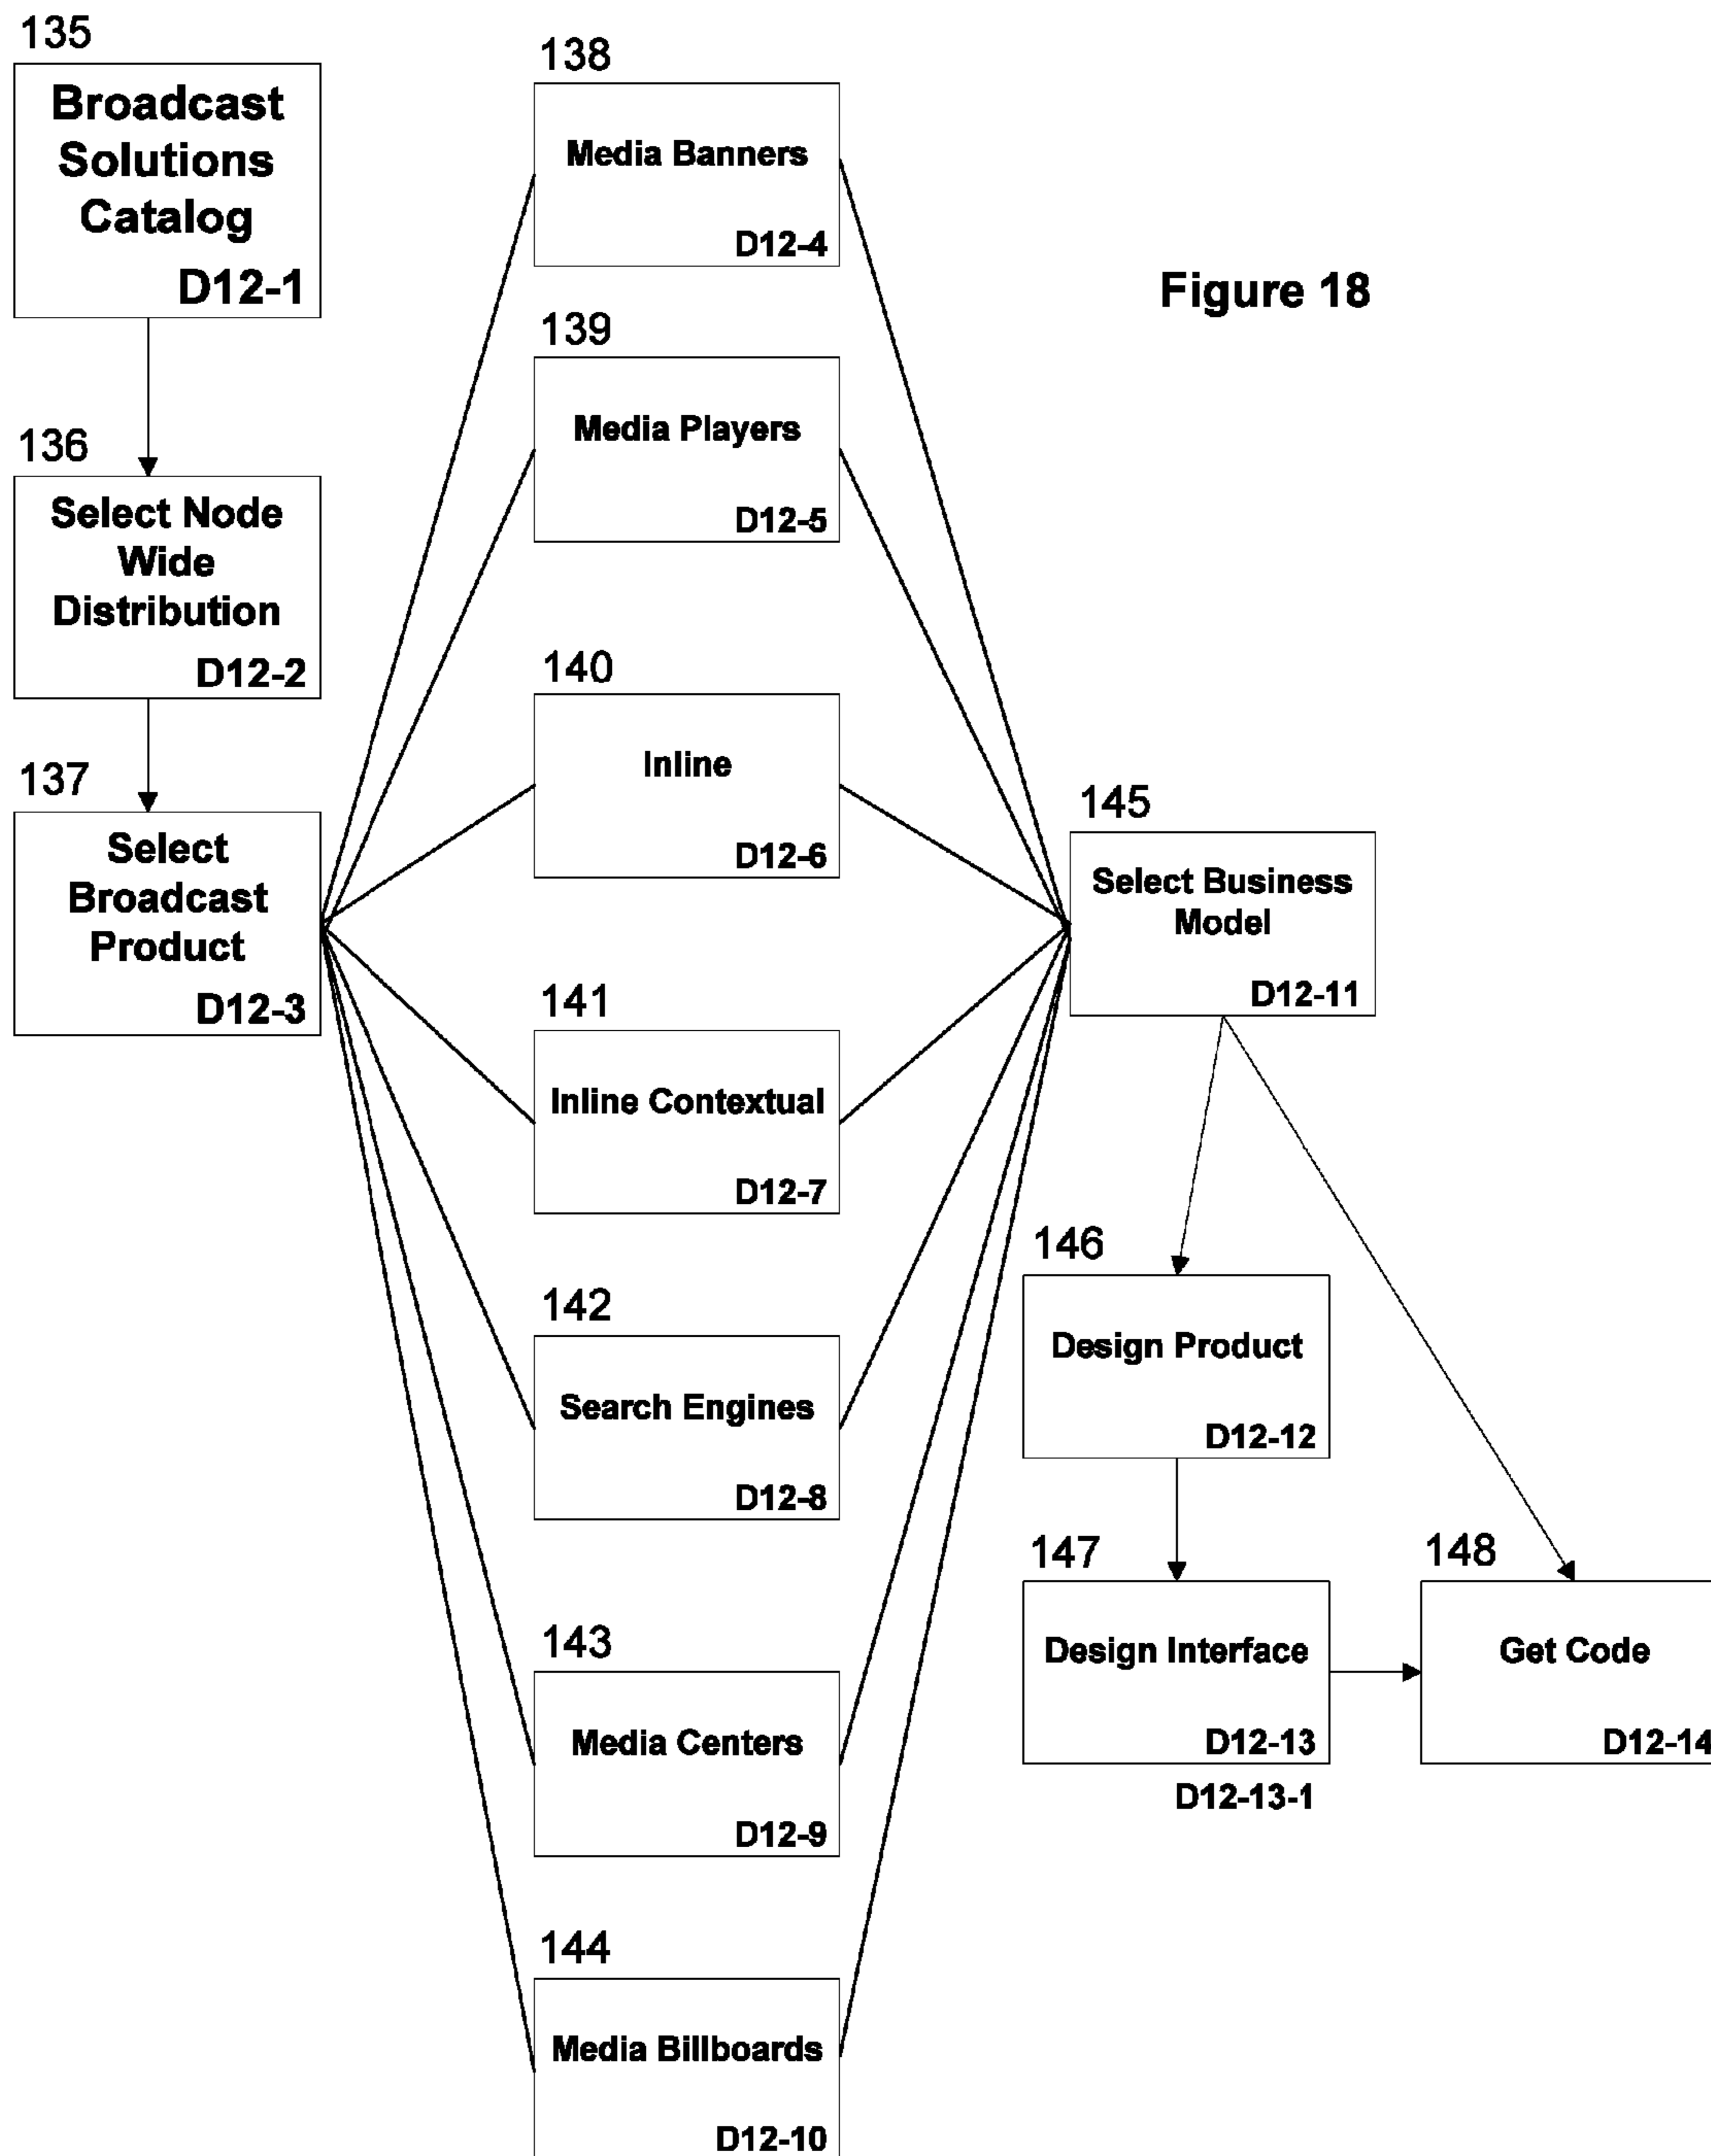 135
Broadcast
Solutions
Catalog
D12-1
136
Select Node
Wide
Distribution
D12-2
137
Select
Broadcast
Product
D12-3
138
Media Banners
D12-4
139
Media Players
D12-5
140
Inline
D12-6
141
Inline Contextual
D12-7
142
Search Engines
D12-8
143
Media Centers
D12-9
144
Media Billboards
D12-10
Figure 18
145
Select Business
Model
D12-11
146
Design Product
D12-12
147
Design Interface
D12-13
D12-13-1
148
Get Code
D12-14